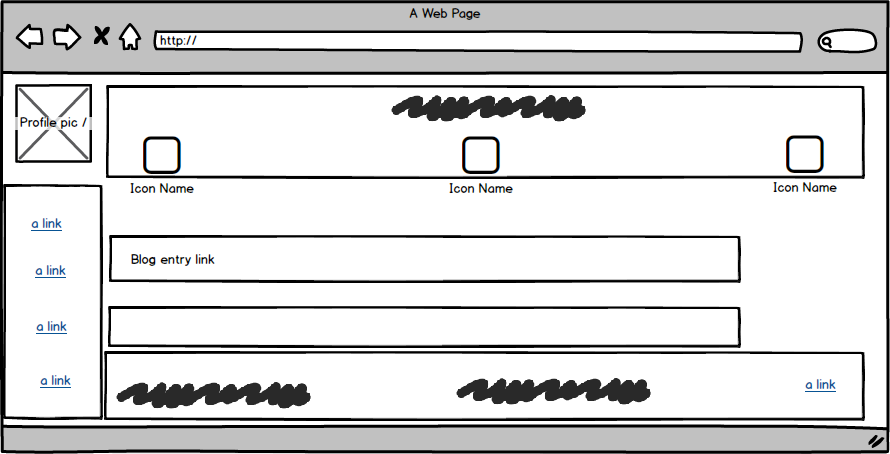 A Web Page
http://
Profile pic /
Icon Name
Icon Name
Icon Name
a link
Blog entry link
a link
a link
a link
a link